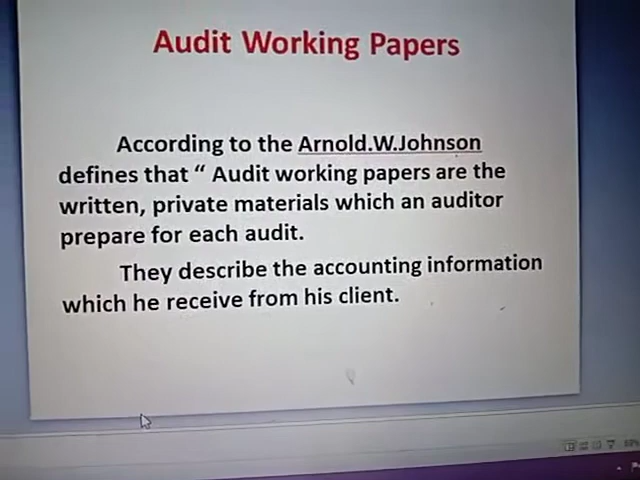 Audit Working Papers
According to the Arnold.W.Johnson
defines that “ Audit working papers are the
written, private materials which an auditor
prepare for each audit.
They describe the accounting information
which he receive from his client.